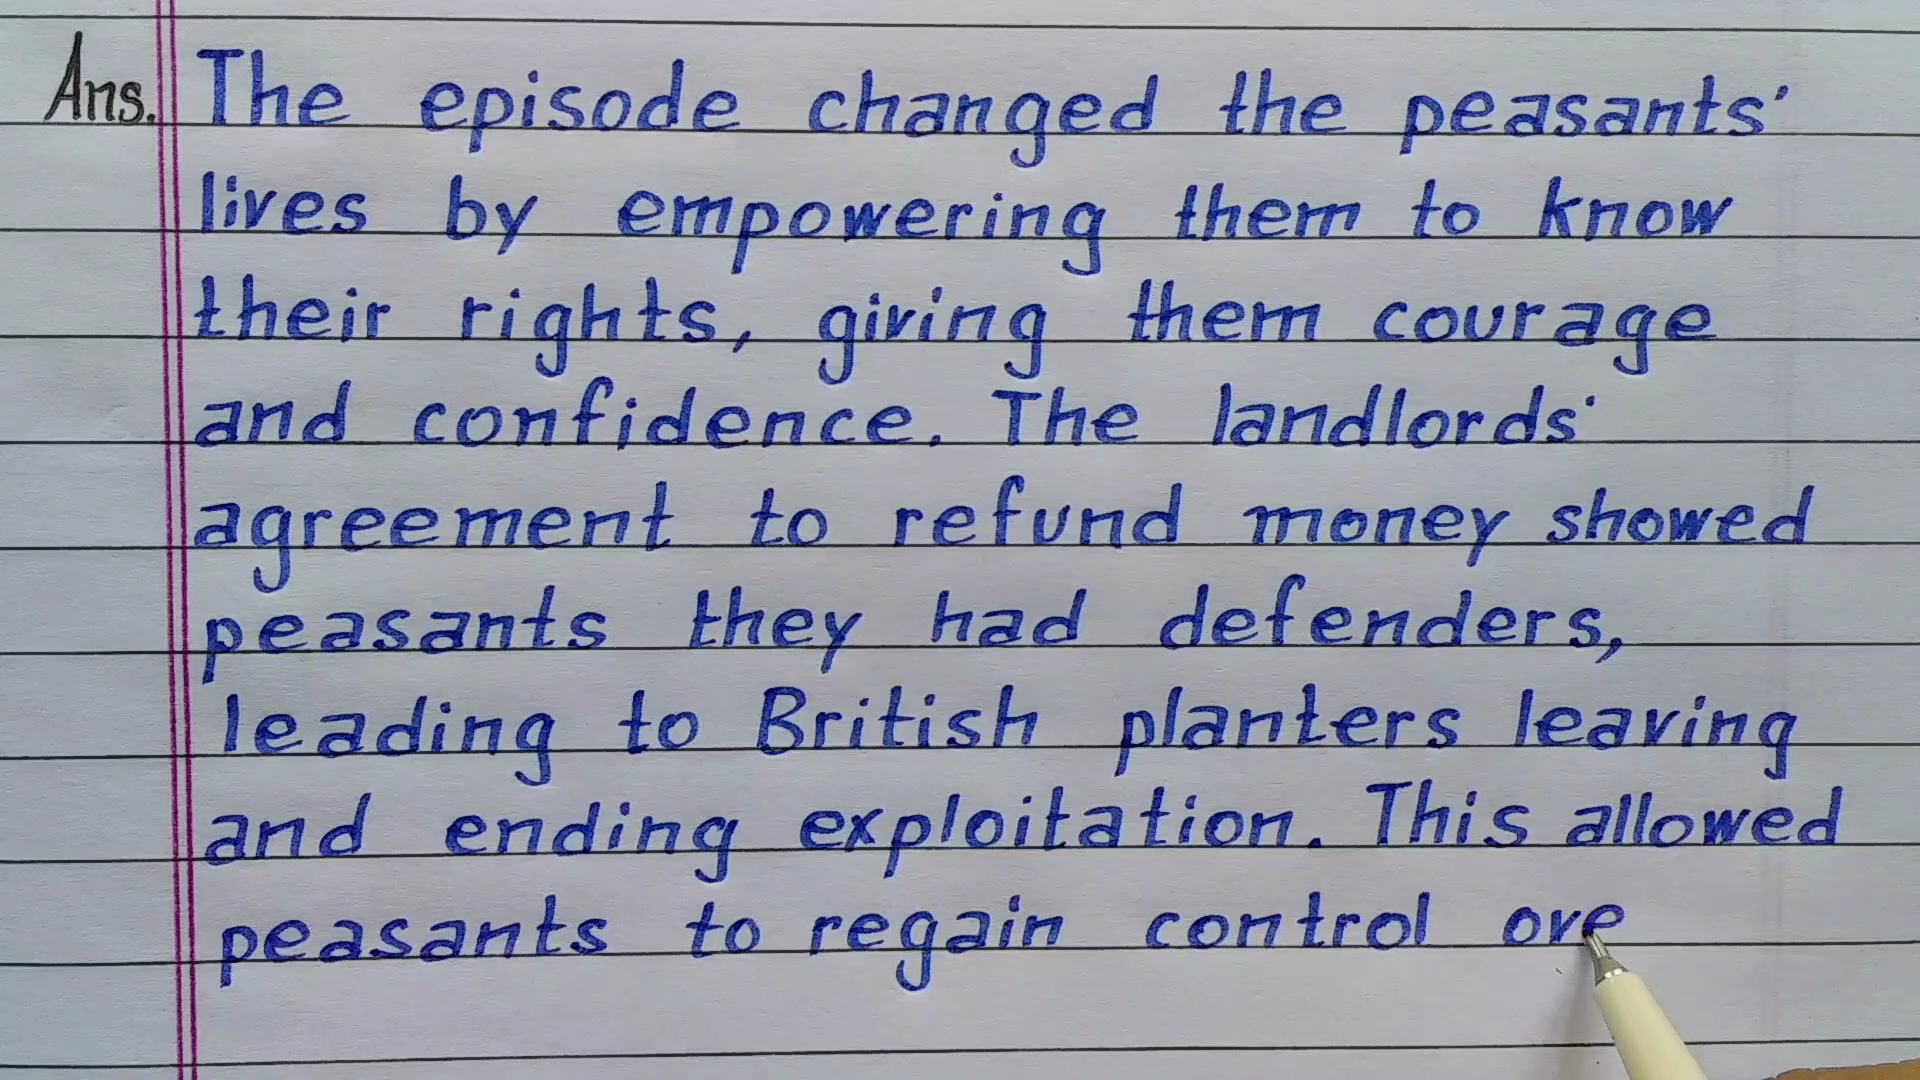 Ans. The episode changed the peasants'
lives by empowering them to know
their rights, giving them courage
and confidence. The landlords'
agreement to refund money showed
peasants they had defenders,
leading to British planters leaving
and ending exploitation. This allowed
peasants to regain control ove